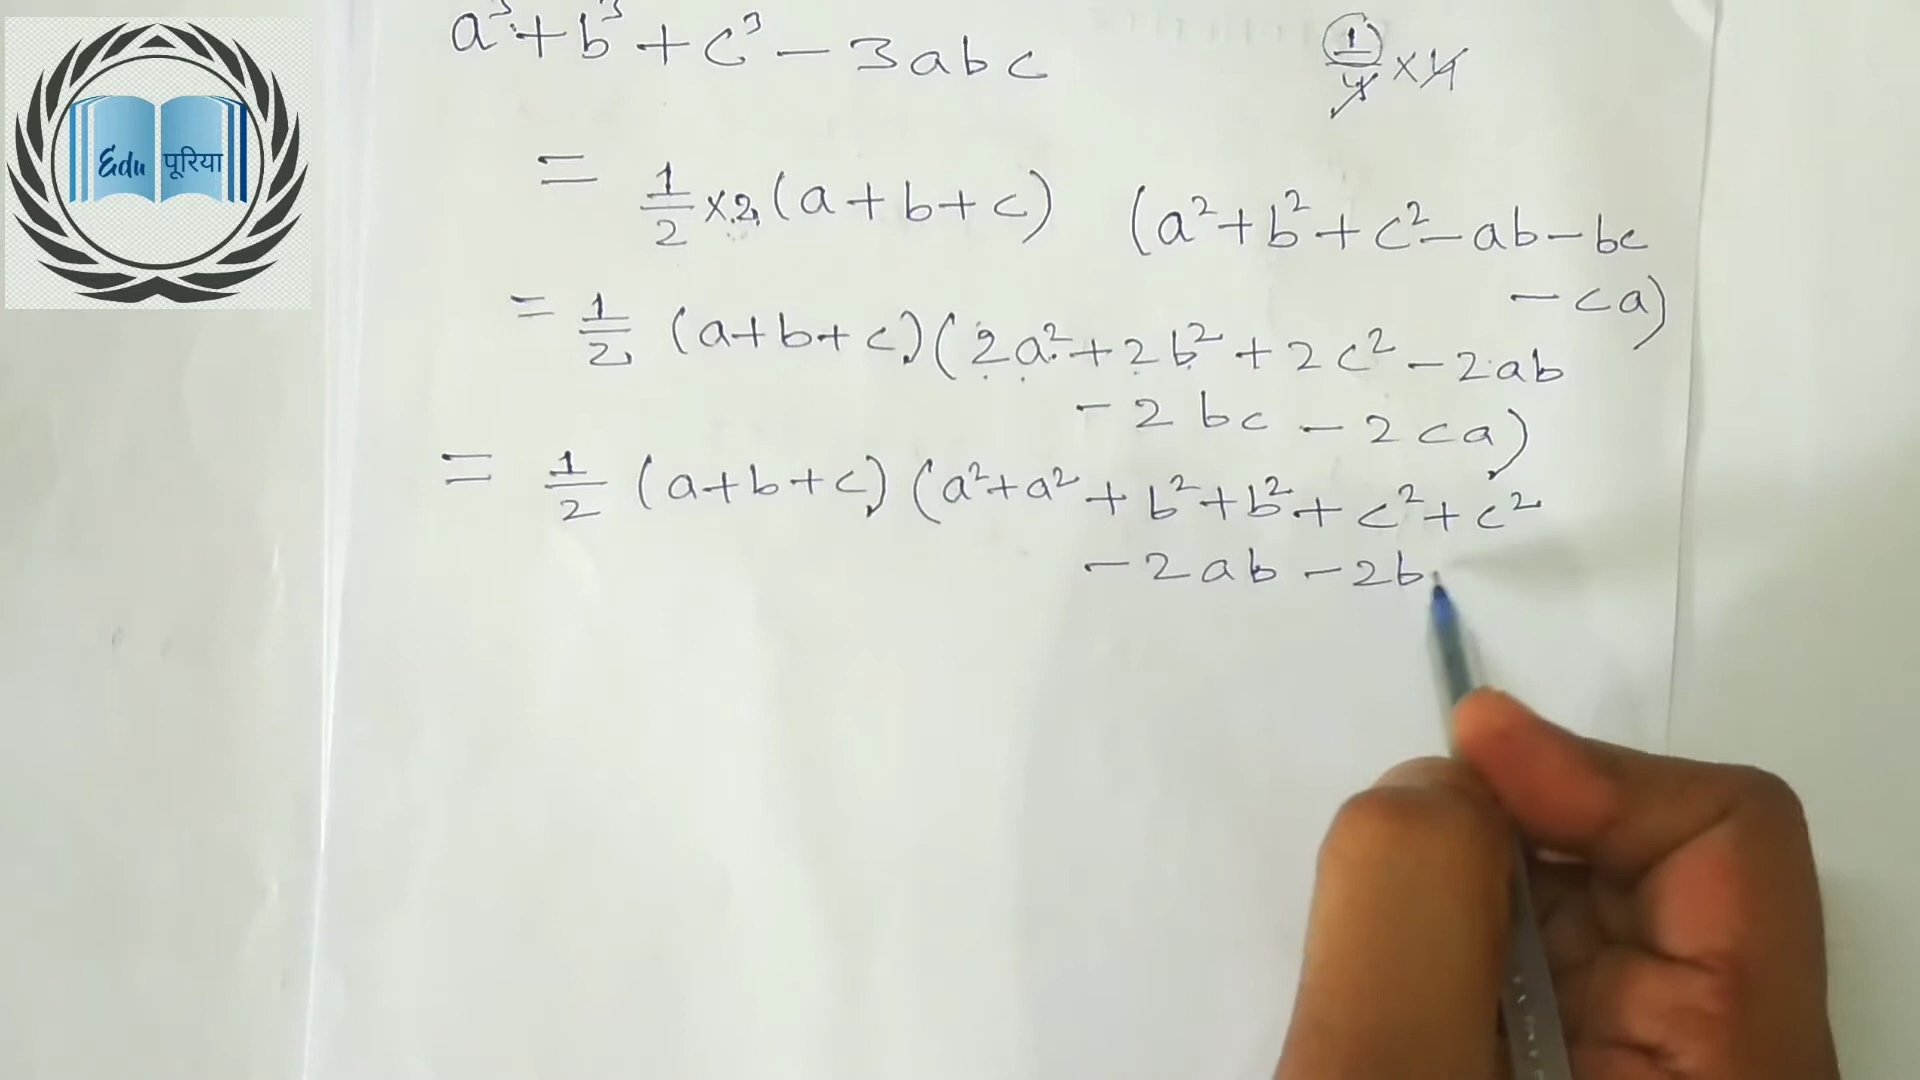 Edu पूरिया
a³+b³+c³-3abc
1/4×4
= 1/2×2(a+b+c) (a²+b²+c²-ab-bc
-ca)
= 1/2 (a+b+c)(2a²+2b²+2c²-2ab
-2bc-2ca)
= 1/2 (a+b+c)(a²+a²+b²+b²+c²+c²
-2ab-2b